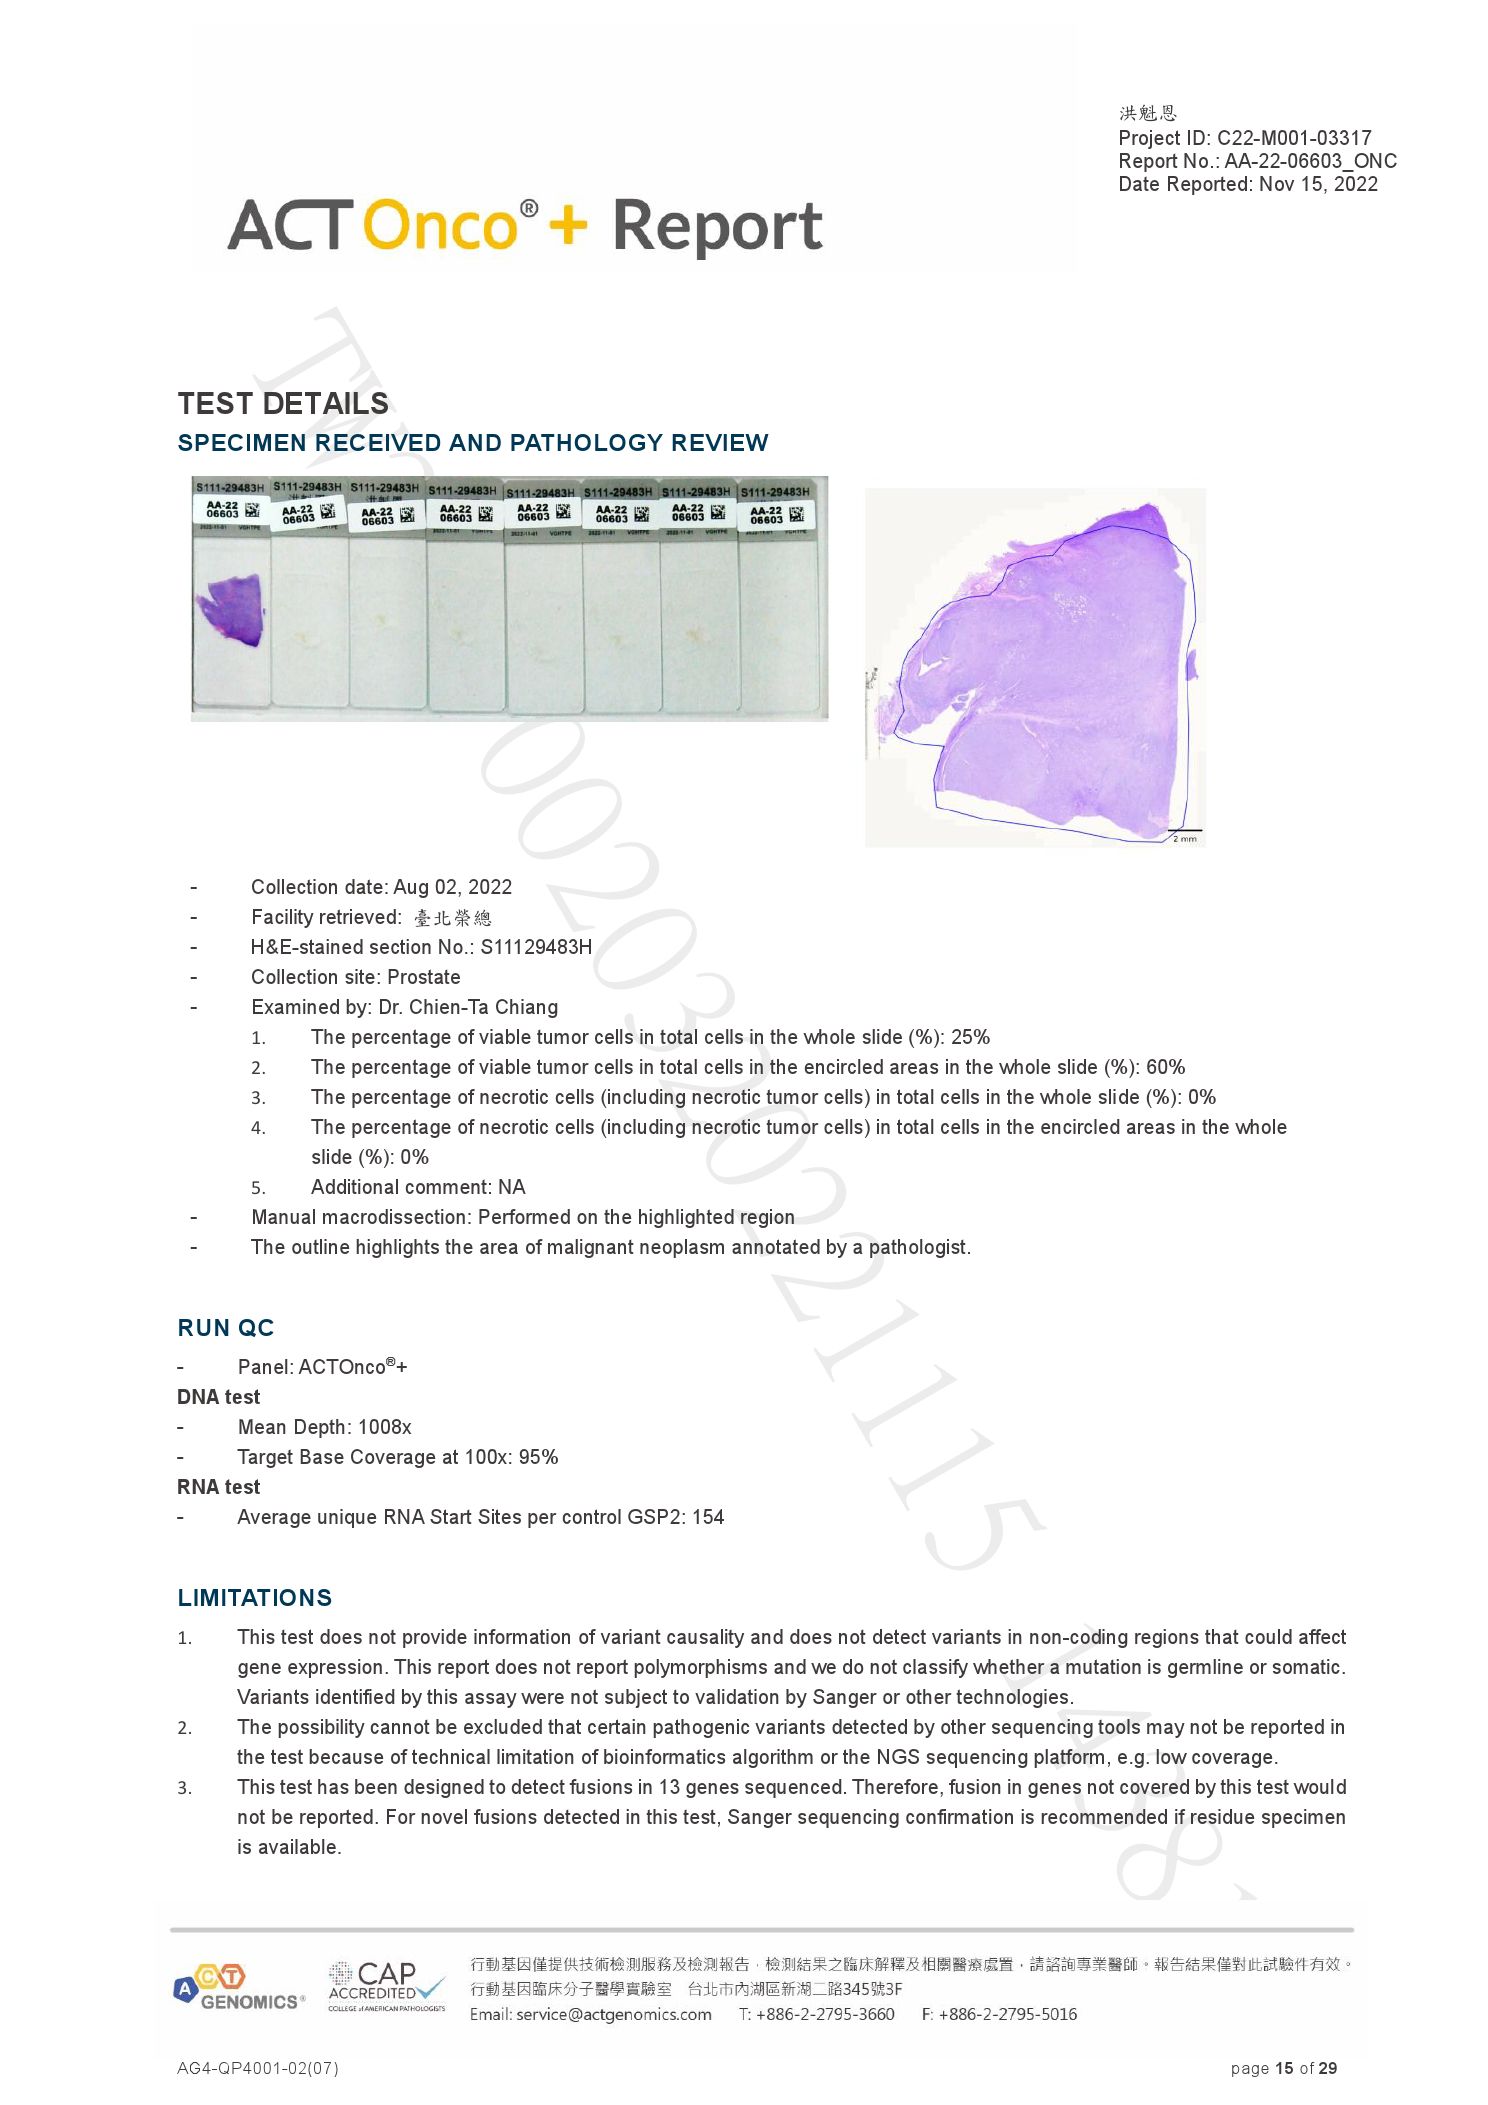 洪魁恩
Project ID: C22-M001-03317
Report No.: AA-22-06603_ONC
Date Reported: Nov 15, 2022
ACTOnco®+ Report
TEST DETAILS
SPECIMEN RECEIVED AND PATHOLOGY REVIEW
S111-29483H S111-29483H S111-29483H S111-29483H S111-29483H S111-29483H S111-29483H S111-29483H
AA-22 AA-22 AA-22 AA-22 AA-22 AA-22 AA-22 AA-22
06603 06603 06603 06603 06603 06603 06603 06603
2 mm
- Collection date: Aug 02, 2022
- Facility retrieved: 臺北榮總
- H&E-stained section No.: S11129483H
- Collection site: Prostate
- Examined by: Dr. Chien-Ta Chiang
1. The percentage of viable tumor cells in total cells in the whole slide (%): 25%
2. The percentage of viable tumor cells in total cells in the encircled areas in the whole slide (%): 60%
3. The percentage of necrotic cells (including necrotic tumor cells) in total cells in the whole slide (%): 0%
4. The percentage of necrotic cells (including necrotic tumor cells) in total cells in the encircled areas in the whole
slide (%): 0%
5. Additional comment: NA
- Manual macrodissection: Performed on the highlighted region
- The outline highlights the area of malignant neoplasm annotated by a pathologist.
RUN QC
- Panel: ACTOnco®+
DNA test
- Mean Depth: 1008x
- Target Base Coverage at 100x: 95%
RNA test
- Average unique RNA Start Sites per control GSP2: 154
LIMITATIONS
1. This test does not provide information of variant causality and does not detect variants in non-coding regions that could affect
gene expression. This report does not report polymorphisms and we do not classify whether a mutation is germline or somatic.
Variants identified by this assay were not subject to validation by Sanger or other technologies.
2. The possibility cannot be excluded that certain pathogenic variants detected by other sequencing tools may not be reported in
the test because of technical limitation of bioinformatics algorithm or the NGS sequencing platform, e.g. low coverage.
3. This test has been designed to detect fusions in 13 genes sequenced. Therefore, fusion in genes not covered by this test would
not be reported. For novel fusions detected in this test, Sanger sequencing confirmation is recommended if residue specimen
is available.
ACT GENOMICS®
CAP
ACCREDITED
COLLEGE of AMERICAN PATHOLOGISTS
行動基因僅提供技術檢測服務及檢測報告，檢測結果之臨床解釋及相關醫療處置，請諮詢專業醫師。報告結果僅對此試驗件有效。
行動基因臨床分子醫學實驗室 台北市內湖區新湖二路345號3F
Email: service@actgenomics.com T: +886-2-2795-3660 F: +886-2-2795-5016
AG4-QP4001-02(07)
page 15 of 29